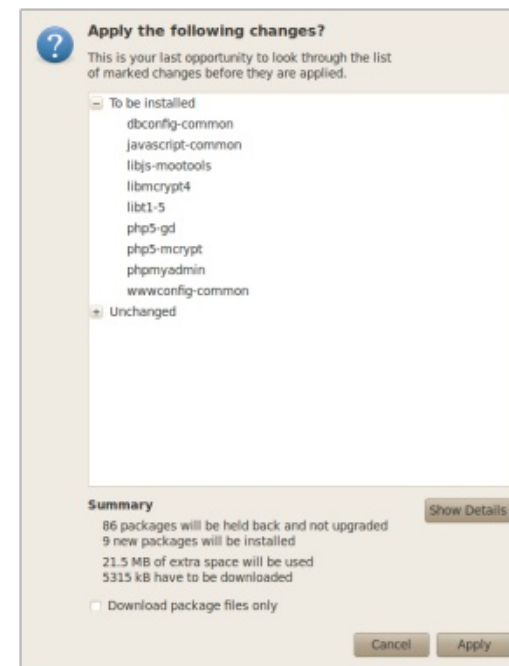 Apply the following changes?
This is your last opportunity to look through the list
of marked changes before they are applied.
To be installed
dbconfig-common
javascript-common
libjs-mootools
libmcrypt4
libt1-5
php5-gd
php5-mcrypt
phpmyadmin
wwwconfig-common
Unchanged
Summary
Show Details
86 packages will be held back and not upgraded
9 new packages will be installed
21.5 MB of extra space will be used
5315 kB have to be downloaded
Download package files only
Cancel
Apply